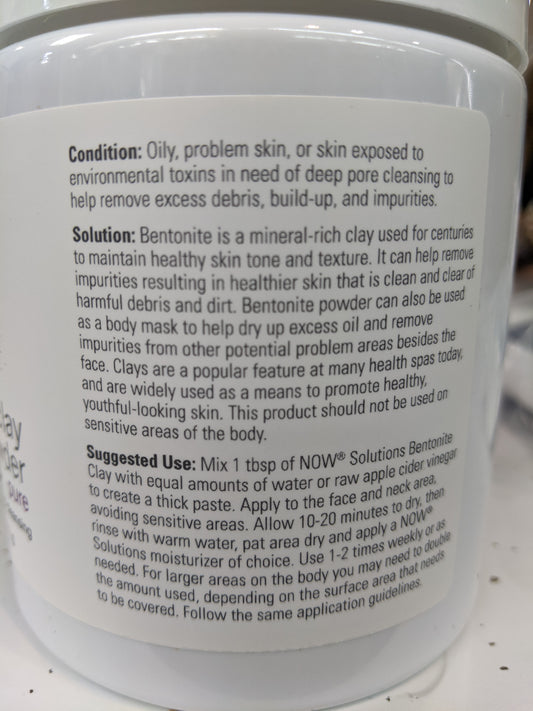 Condition: Oily, problem skin, or skin exposed to
environmental toxins in need of deep pore cleansing to
help remove excess debris, build-up, and impurities.
Solution: Bentonite is a mineral-rich clay used for centuries
to maintain healthy skin tone and texture. It can help remove
impurities resulting in healthier skin that is clean and clear of
harmful debris and dirt. Bentonite powder can also be used
as a body mask to help dry up excess oil and remove
impurities from other potential problem areas besides the
face. Clays are a popular feature at many health spas today,
and are widely used as a means to promote healthy,
youthful-looking skin. This product should not be used on
sensitive areas of the body.
Suggested Use: Mix 1 tbsp of NOW® Solutions Bentonite
Clay with equal amounts of water or raw apple cider vinegar
to create a thick paste. Apply to the face and neck area,
avoiding sensitive areas. Allow 10-20 minutes to dry, then
rinse with warm water, pat area dry and apply a NOW®
Solutions moisturizer of choice. Use 1-2 times weekly or as
needed. For larger areas on the body you may need to double
the amount used, depending on the surface area that needs
to be covered. Follow the same application guidelines.
pure